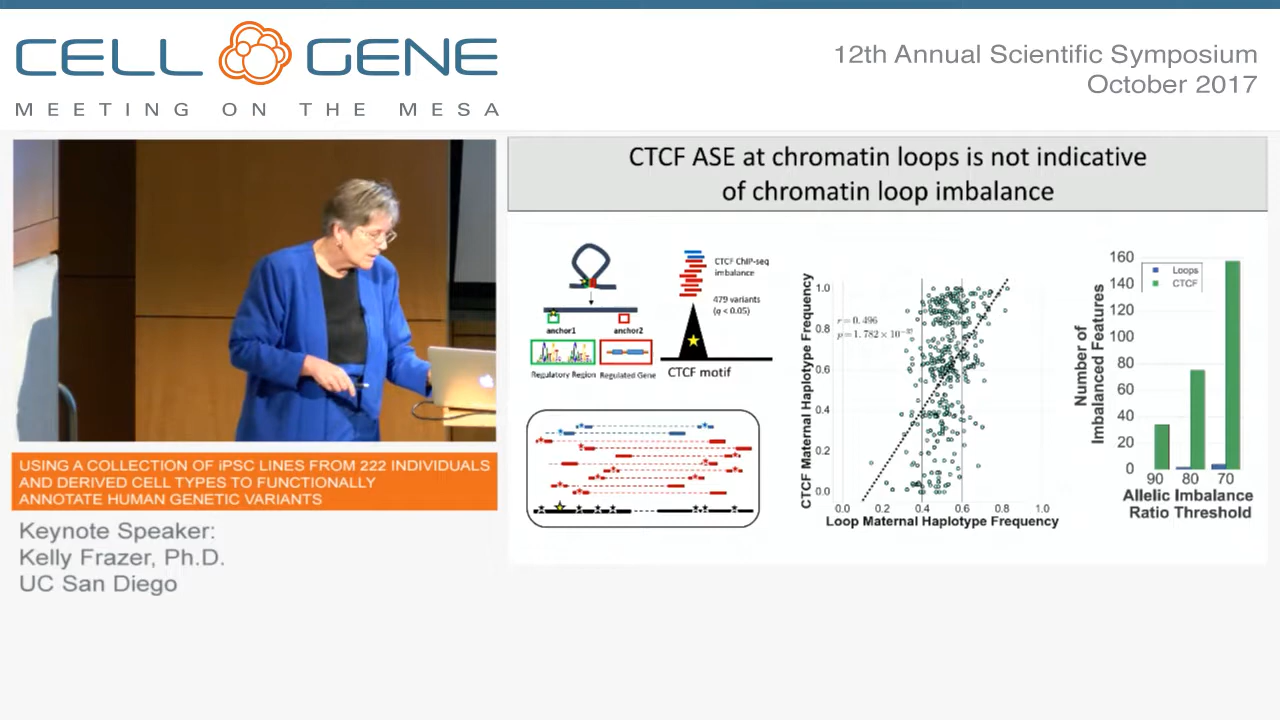 CELL GENE
MEETING ON THE MESA
12th Annual Scientific Symposium
October 2017
CTCF ASE at chromatin loops is not indicative
of chromatin loop imbalance
anchor1
anchor2
Regulatory Region
Regulated Gene
CTCF ChIP-seq
imbalance
479 variants
(q < 0.05)
CTCF motif
CTCF Maternal Haplotype Frequency
1.0
0.8
0.6
0.4
0.2
0.0
r = 0.496
0.0
0.2
0.4
0.6
0.8
1.0
Loop Maternal Haplotype Frequency
Number of
Imbalanced Features
160
140
120
100
80
60
40
20
0
Loops
CTCF
90
80
70
Allelic Imbalance
Ratio Threshold
USING A COLLECTION OF iPSC LINES FROM 222 INDIVIDUALS
AND DERIVED CELL TYPES TO FUNCTIONALLY
ANNOTATE HUMAN GENETIC VARIANTS
Keynote Speaker:
Kelly Frazer, Ph.D.
UC San Diego